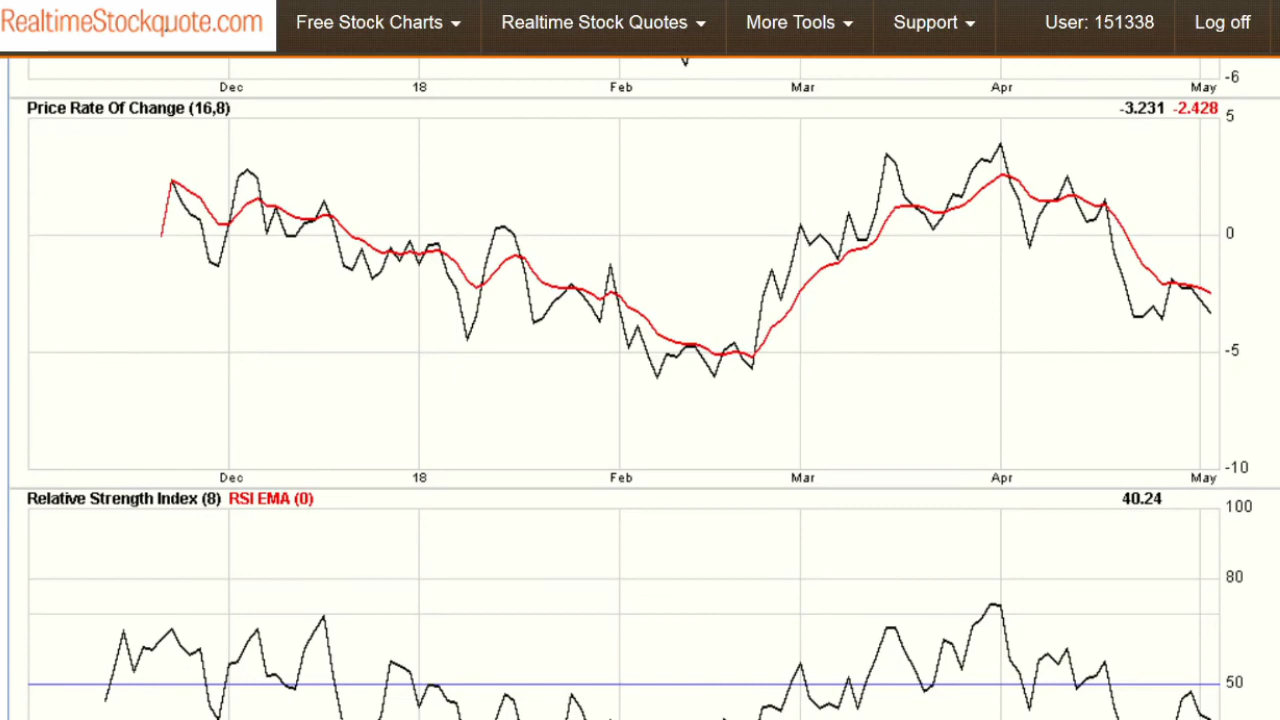 RealtimeStockquote.com Free Stock Charts Realtime Stock Quotes More Tools Support User: 151338 Log off
-6
Dec 18 Feb Mar Apr May
Price Rate Of Change (16,8) -3.231 -2.428
5
0
-5
-10
Dec 18 Feb Mar Apr May
Relative Strength Index (8) RSI EMA (0) 40.24
100
80
50